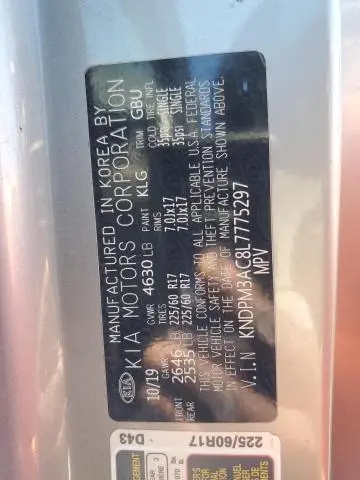 MANUFACTURED IN KOREA BY
KIA MOTORS CORPORATION
KIA
10/19 GVWR 4630 LB PAINT KLG TRIM GBU
GAWR TIRES RIMS COLD TIRE INFL
FRONT 2646 LB 225/60 R17 7.0Jx17 35psi SINGLE
REAR 2535 LB 225/60 R17 7.0Jx17 35psi SINGLE
THIS VEHICLE CONFORMS TO ALL APPLICABLE U.S.A FEDERAL
MOTOR VEHICLE SAFETY AND THEFT PREVENTION STANDARDS
IN EFFECT ON THE DATE OF MANUFACTURE SHOWN ABOVE.
V.I.N KNDPM3AC8L7775297
MPV
225/60R17
D43